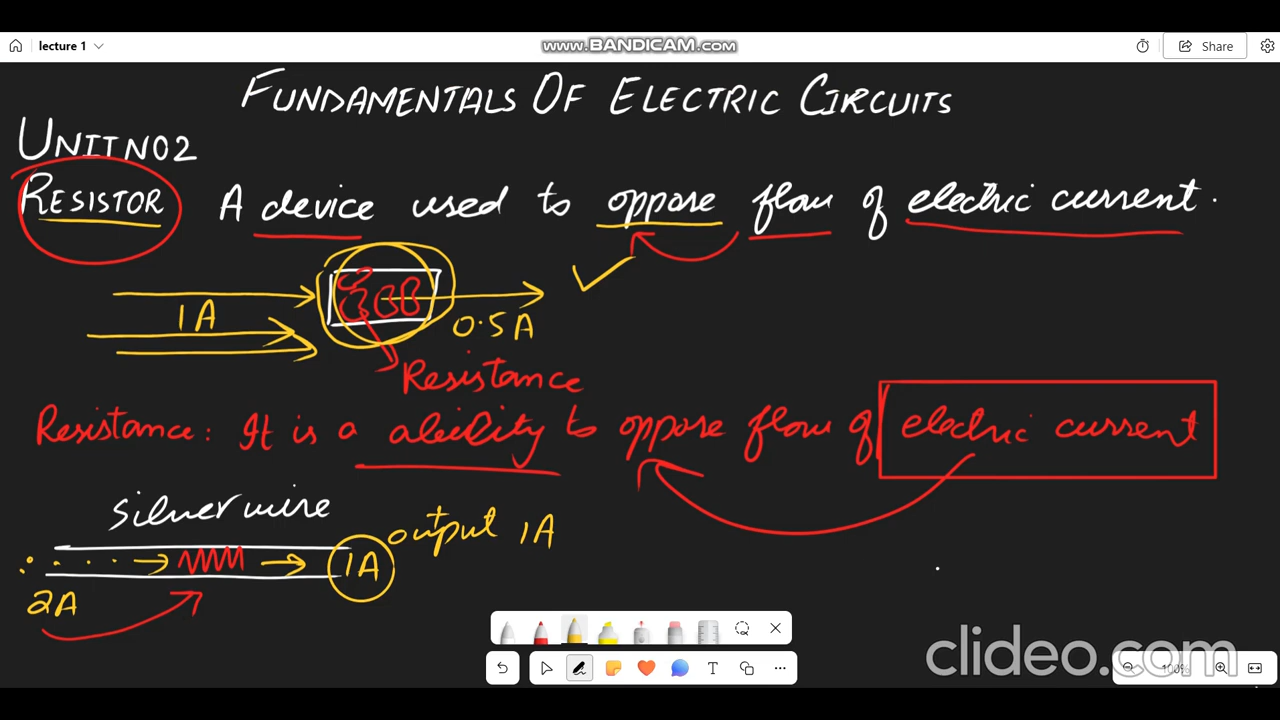 www.BANDICAM.com
lecture 1
Share
FUNDAMENTALS OF ELECTRIC CIRCUITS
UNITNO2
RESISTOR A device used to oppose flow of electric current.
1A
0.5A
Resistance
Resistance: It is a ability to oppose flow of electric current
silver wire
output 1A
1A
2A
T
clideo.com
100%